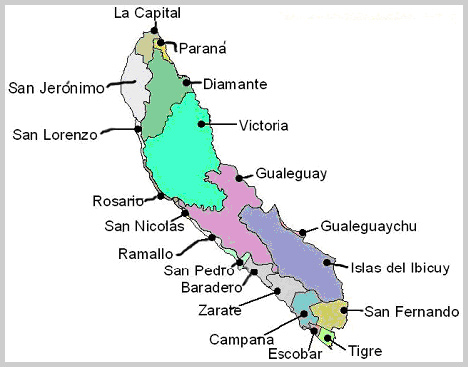 La Capital
Paraná
San Jerónimo
Diamante
San Lorenzo
Victoria
Gualeguay
Rosario
San Nicolás
Gualeguaychu
Ramallo
San Pedro
Islas del Ibicuy
Baradero
Zarate
San Fernando
Campana
Escobar
Tigre